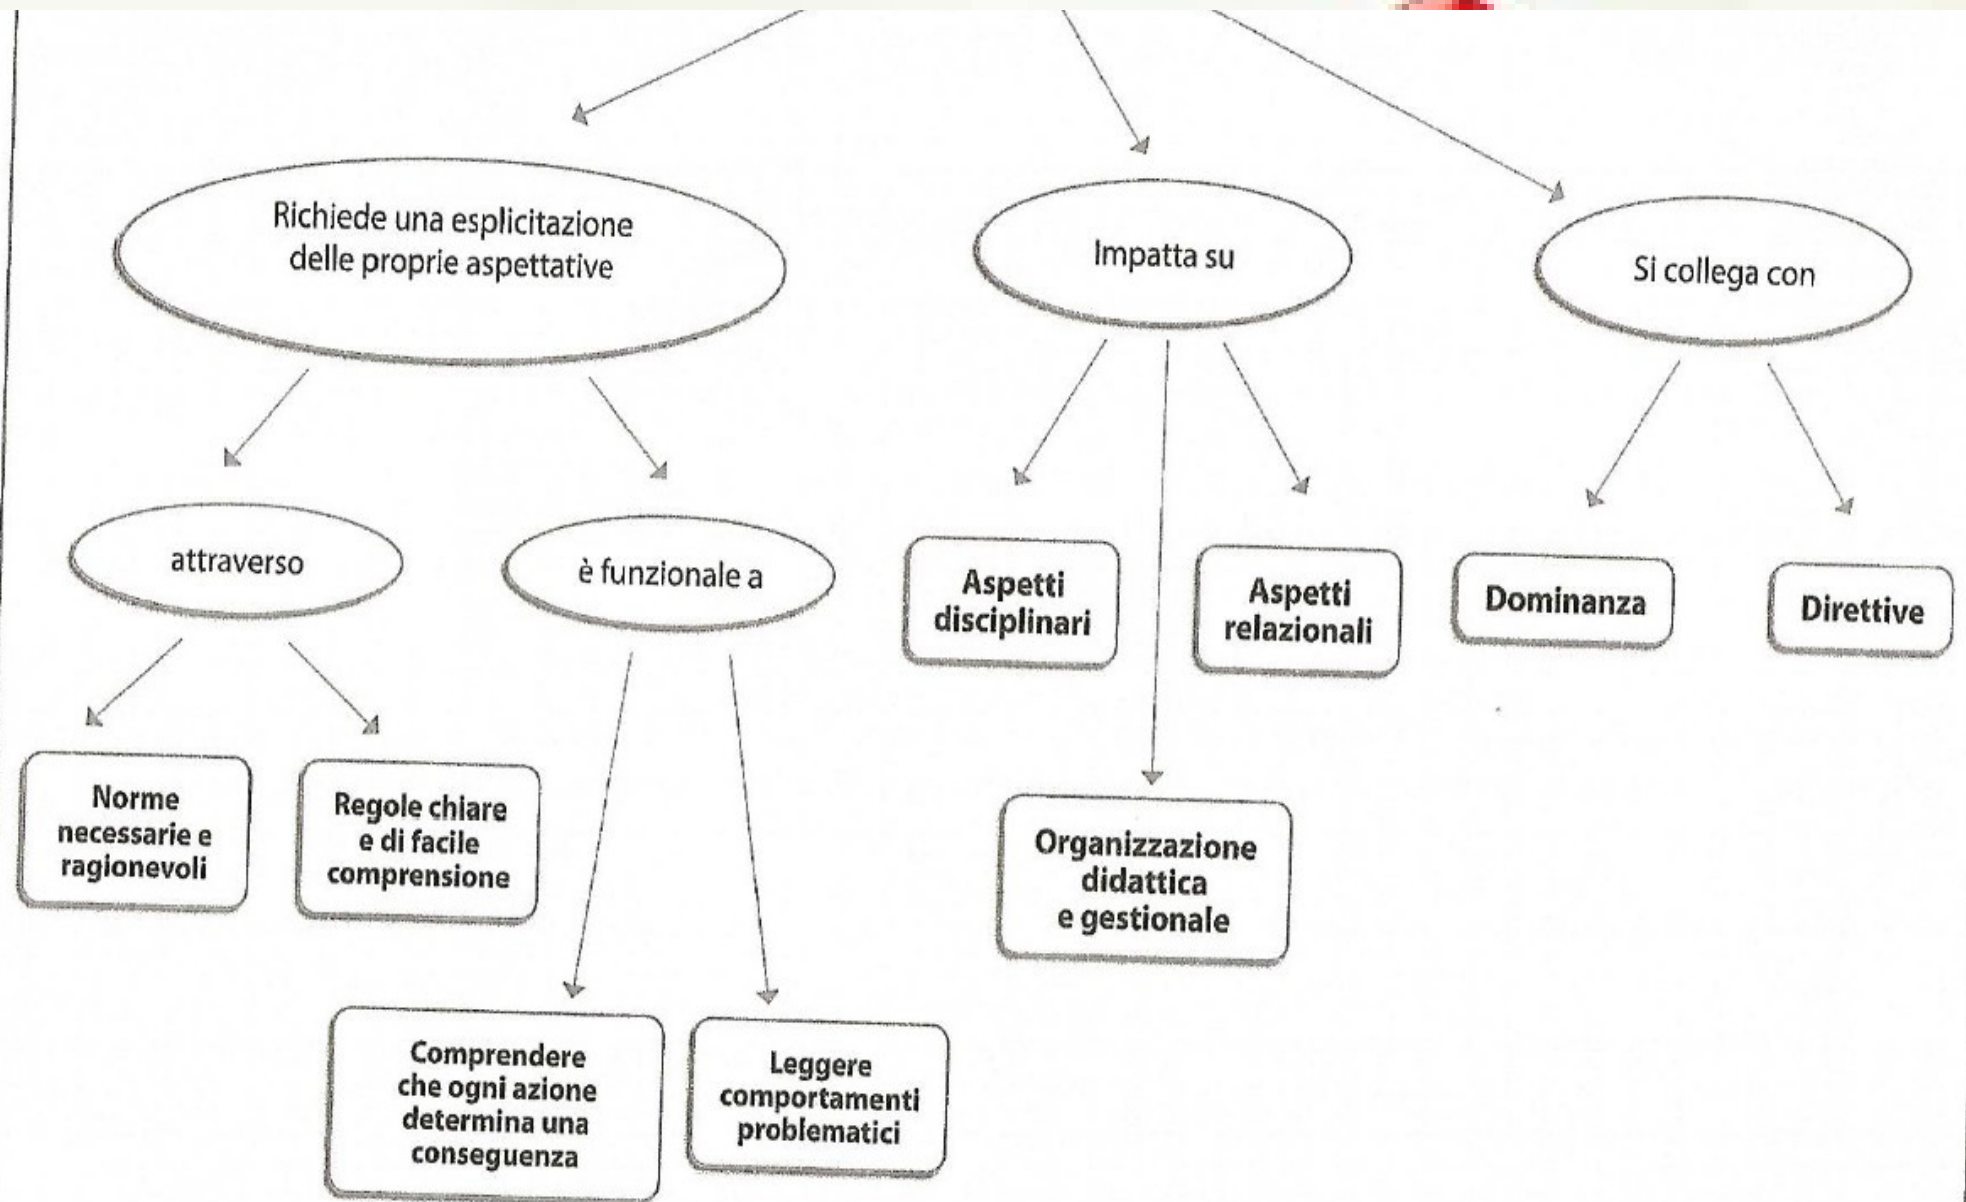 Richiede una esplicitazione
delle proprie aspettative
Impatta su
Si collega con
attraverso
è funzionale a
Aspetti
disciplinari
Aspetti
relazionali
Dominanza
Direttive
Norme
necessarie e
ragionevoli
Regole chiare
e di facile
comprensione
Organizzazione
didattica
e gestionale
Comprendere
che ogni azione
determina una
conseguenza
Leggere
comportamenti
problematici